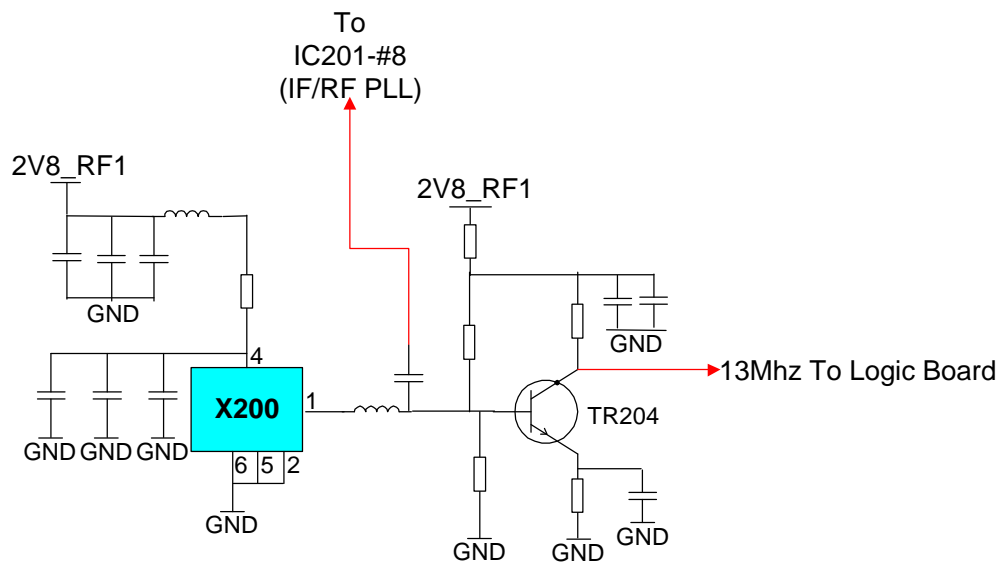 To
IC201-#8
(IF/RF PLL)
2V8_RF1
2V8_RF1
GND
GND
4
X200
1
13Mhz To Logic Board
TR204
GND
GND
GND
6
5
2
GND
GND
GND
GND